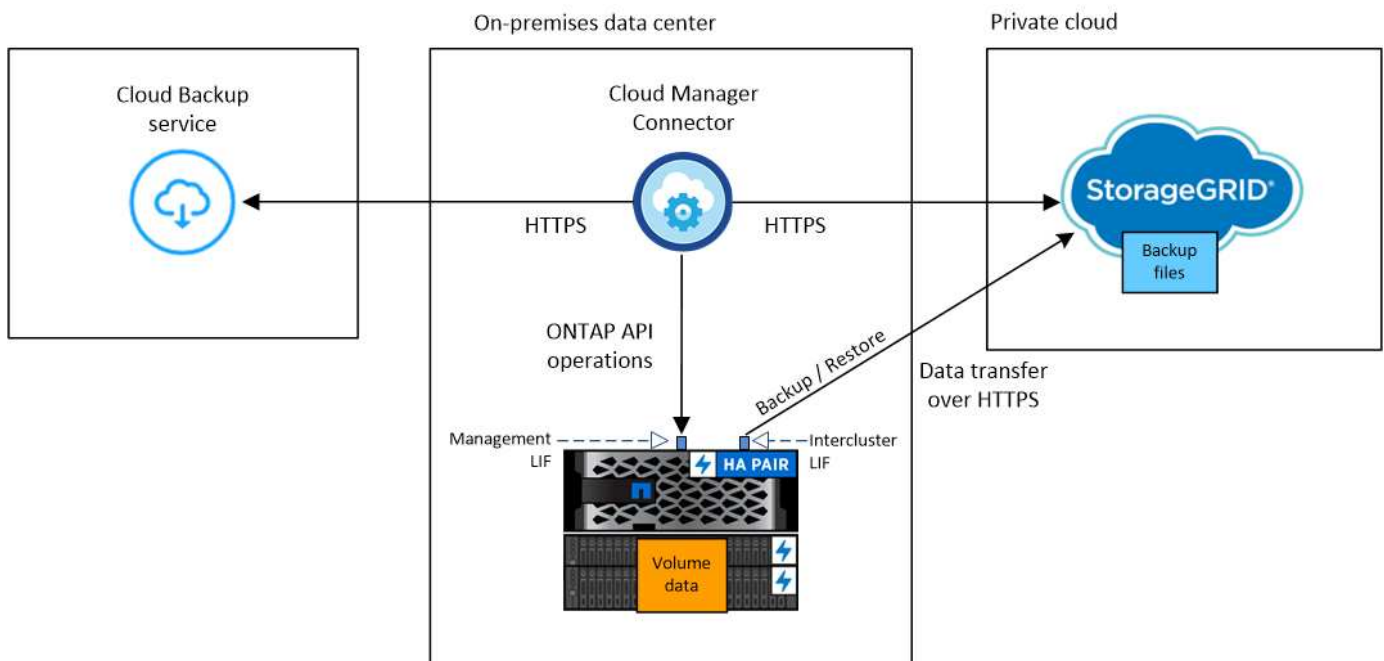 On-premises data center
Private cloud
Cloud Backup
service
Cloud Manager
Connector
HTTPS
HTTPS
StorageGRID®
Backup
files
ONTAP API
operations
Backup / Restore
Data transfer
over HTTPS
Management
LIF
Intercluster
LIF
HA PAIR
Volume
data